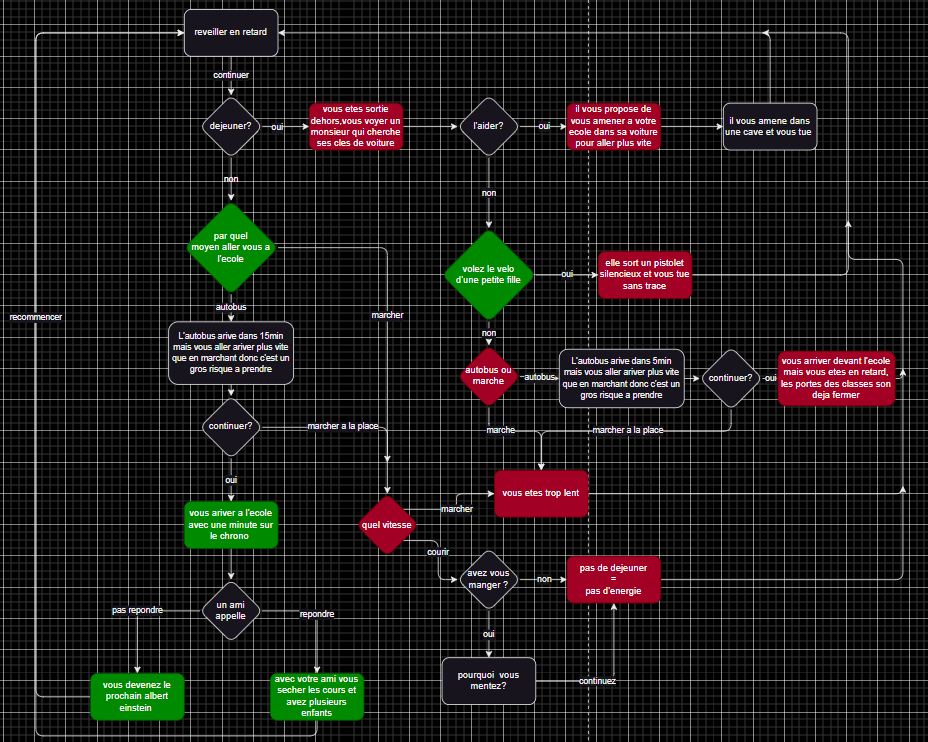 reveiller en retard
continuer
dejeuner?
oui
vous etes sortie
dehors,vous voyer un
monsieur qui cherche
ses cles de voiture
l'aider?
oui
il vous propose de
vous amener a votre
ecole dans sa voiture
pour aller plus vite
il vous amene dans
une cave et vous tue
non
non
par quel
moyen aller vous a
l'ecole
volez le velo
d'une petite fille
oui
elle sort un pistolet
silencieux et vous tue
sans trace
autobus
marcher
recommencer
non
L'autobus arive dans 15min
mais vous aller ariver plus vite
que en marchant donc c'est un
gros risque a prendre
autobus ou
marche
autobus
L'autobus arive dans 5min
mais vous aller ariver plus vite
que en marchant donc c'est un
gros risque a prendre
continuer?
oui
vous arriver devant l'ecole
mais vous etes en retard,
les portes des classes son
deja fermer
continuer?
marcher a la place
marche
marcher a la place
oui
vous etes trop lent
vous ariver a l'ecole
avec une minute sur
le chrono
quel vitesse
marcher
courir
avez vous
manger ?
non
pas de dejeuner
=
pas d'energie
un ami
appelle
pas repondre
repondre
oui
pourquoi vous
mentez?
continuez
vous devenez le
prochain albert
einstein
avec votre ami vous
secher les cours et
avez plusieurs
enfants